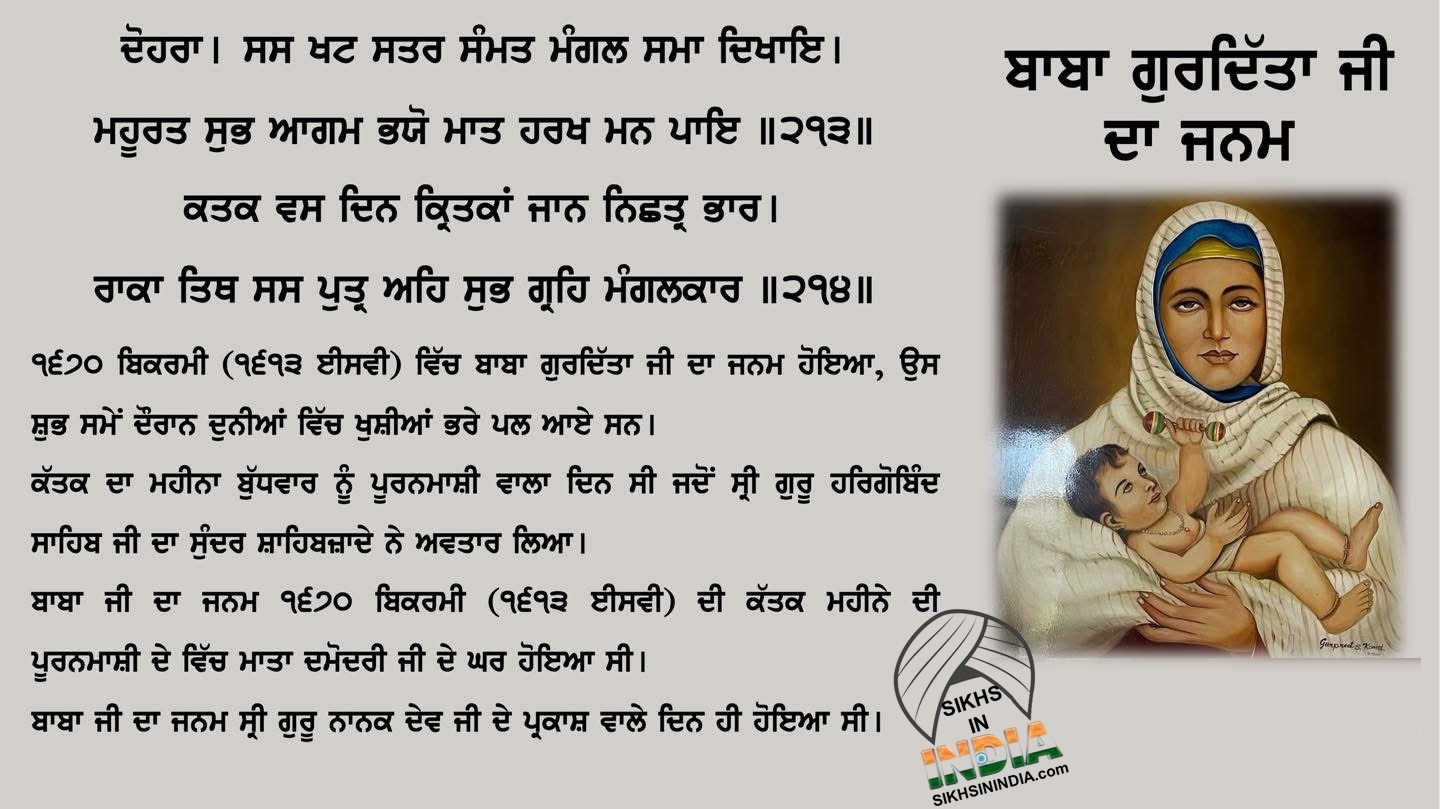 ਦੋਹਰਾ। ਸਸ ਖਟ ਸਤਰ ਸੰਮਤ ਮੰਗਲ ਸਮਾ ਦਿਖਾਇ।
ਮਹੂਰਤ ਸੁਭ ਆਗਮ ਭਯੋ ਮਾਤ ਹਰਖ ਮਨ ਪਾਇ ॥੨੧੩॥
ਕਤਕ ਵਸ ਦਿਨ ਕ੍ਰਿਤਕਾਂ ਜਾਨ ਨਿਛਤ੍ਰ ਭਾਰ।
ਰਾਕਾ ਤਿਥ ਸਸ ਪੁਤ੍ਰ ਅਹਿ ਸੁਭ ਗ੍ਰਹਿ ਮੰਗਲਕਾਰ ॥੨੧੪॥
੧੬੭੦ ਬਿਕਰਮੀ (੧੬੧੩ ਈਸਵੀ) ਵਿੱਚ ਬਾਬਾ ਗੁਰਦਿੱਤਾ ਜੀ ਦਾ ਜਨਮ ਹੋਇਆ, ਉਸ
ਸ਼ੁਭ ਸਮੇਂ ਦੌਰਾਨ ਦੁਨੀਆਂ ਵਿੱਚ ਖੁਸ਼ੀਆਂ ਭਰੇ ਪਲ ਆਏ ਸਨ।
ਕੱਤਕ ਦਾ ਮਹੀਨਾ ਬੁੱਧਵਾਰ ਨੂੰ ਪੂਰਨਮਾਸ਼ੀ ਵਾਲਾ ਦਿਨ ਸੀ ਜਦੋਂ ਸ੍ਰੀ ਗੁਰੂ ਹਰਿਗੋਬਿੰਦ
ਸਾਹਿਬ ਜੀ ਦਾ ਸੁੰਦਰ ਸ਼ਾਹਿਬਜ਼ਾਦੇ ਨੇ ਅਵਤਾਰ ਲਿਆ।
ਬਾਬਾ ਜੀ ਦਾ ਜਨਮ ੧੬੭੦ ਬਿਕਰਮੀ (੧੬੧੩ ਈਸਵੀ) ਦੀ ਕੱਤਕ ਮਹੀਨੇ ਦੀ
ਪੂਰਨਮਾਸ਼ੀ ਦੇ ਵਿੱਚ ਮਾਤਾ ਦਮੋਦਰੀ ਜੀ ਦੇ ਘਰ ਹੋਇਆ ਸੀ।
ਬਾਬਾ ਜੀ ਦਾ ਜਨਮ ਸ੍ਰੀ ਗੁਰੂ ਨਾਨਕ ਦੇਵ ਜੀ ਦੇ ਪ੍ਰਕਾਸ਼ ਵਾਲੇ ਦਿਨ ਹੀ ਹੋਇਆ ਸੀ।
ਬਾਬਾ ਗੁਰਦਿੱਤਾ ਜੀ
ਦਾ ਜਨਮ
Gurpreet S. Komal
SIKHS
IN
INDIA
SIKHSININDIA.com